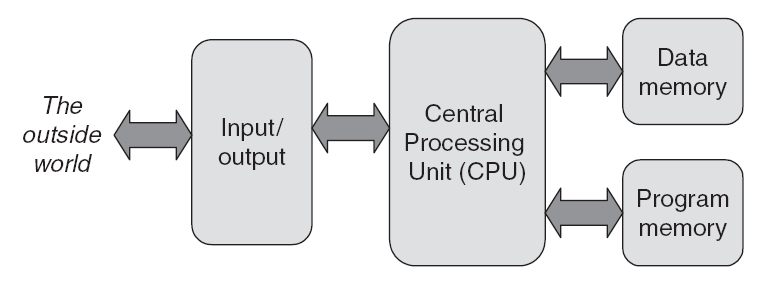 The
outside
world
Input/
output
Central
Processing
Unit (CPU)
Data
memory
Program
memory